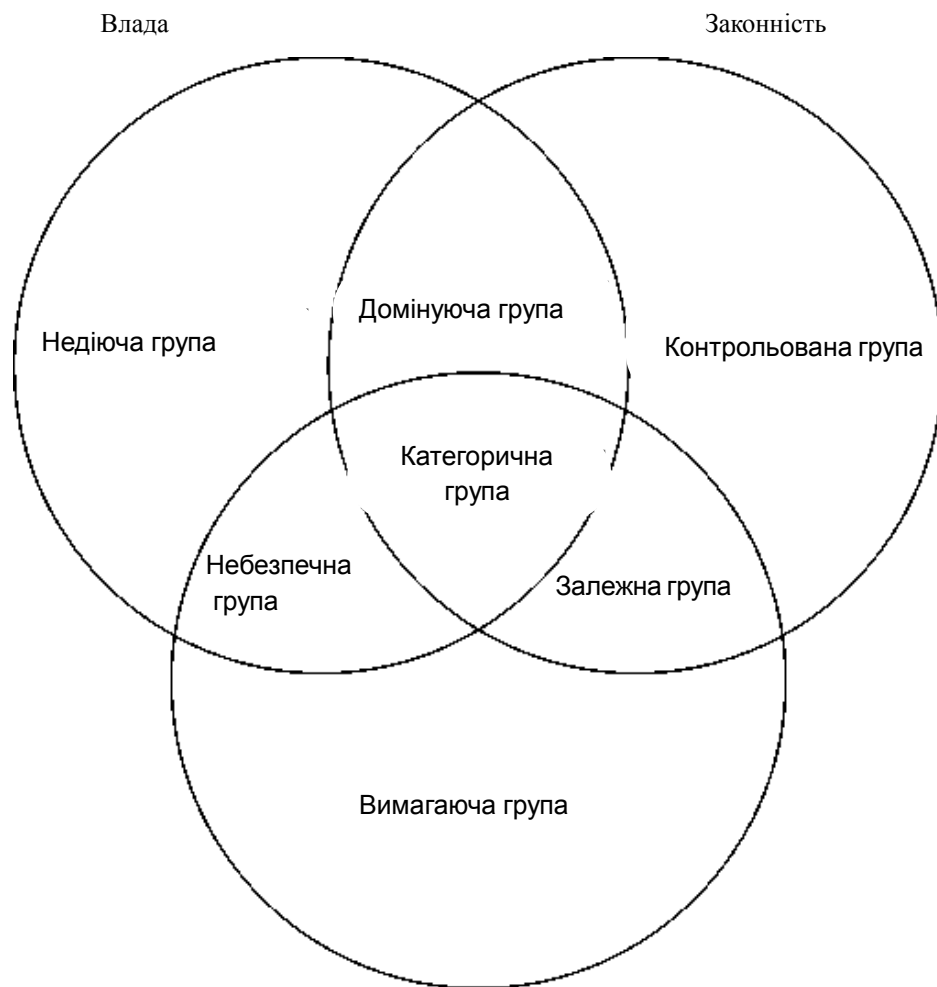 Влада
Законність
Домінуюча група
Недіюча група
Контрольована група
Категорична
група
Небезпечна
група
Залежна група
Вимагаюча група